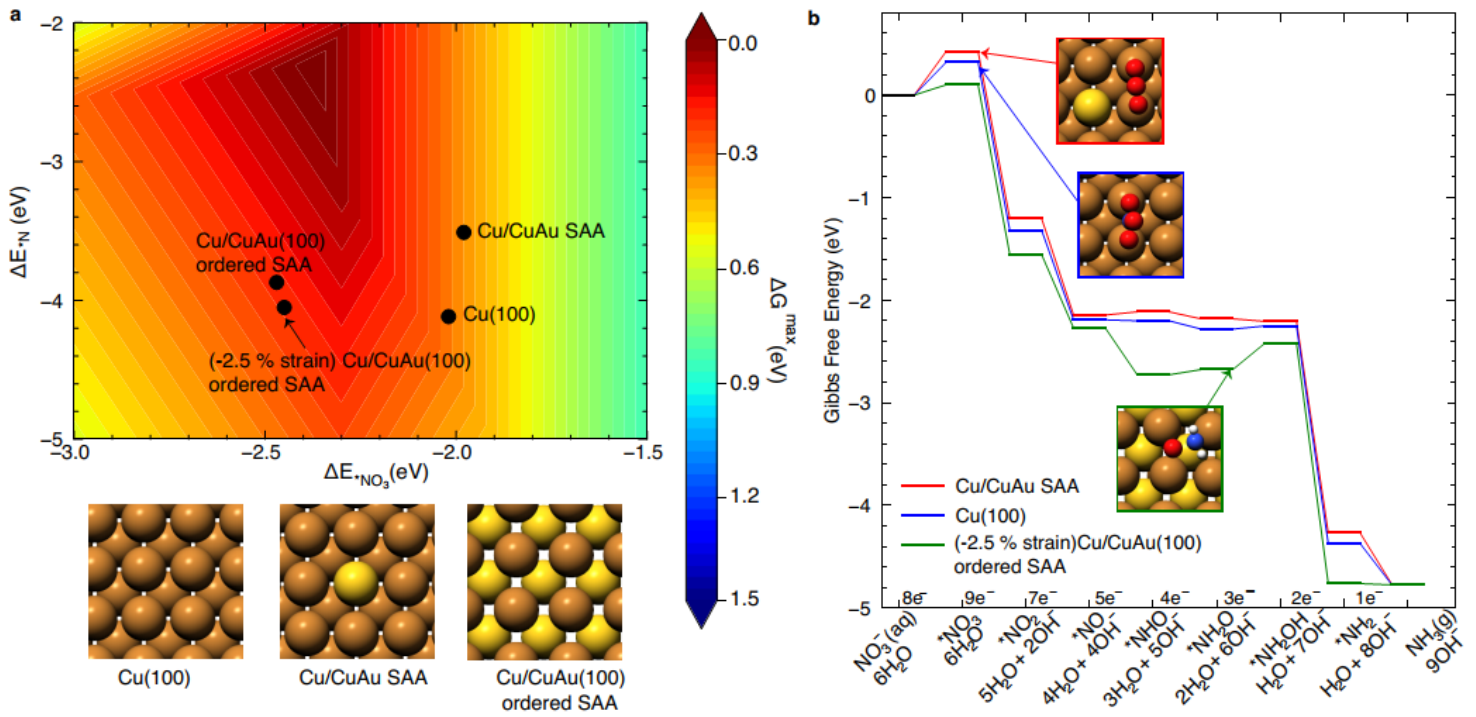 a
−2
−3
−4
−5
ΔE*N (eV)
Cu/CuAu(100)
ordered SAA
Cu/CuAu SAA
Cu(100)
(-2.5 % strain) Cu/CuAu(100)
ordered SAA
−3.0
−2.5
−2.0
−1.5
ΔE*NO₃(eV)
0.0
0.3
0.6
0.9
1.2
1.5
ΔGᵐᵃˣ (eV)
Cu(100)
Cu/CuAu SAA
Cu/CuAu(100)
ordered SAA
b
0
−1
−2
−3
−4
−5
Gibbs Free Energy (eV)
Cu/CuAu SAA
Cu(100)
(-2.5 % strain)Cu/CuAu(100)
ordered SAA
8e⁻
9e⁻
7e⁻
5e⁻
4e⁻
3e⁻
2e⁻
1e⁻
NO₃⁻(aq)
6H₂O
*NO₃
6H₂O
*NO₂
5H₂O+ 2OH⁻
*NO
4H₂O + 4OH⁻
*NHO
3H₂O + 5OH⁻
*NH₂O
2H₂O + 6OH⁻
*NH₂OH
H₂O + 7OH⁻
*NH₂
H₂O + 8OH⁻
NH₃(g)
9OH⁻